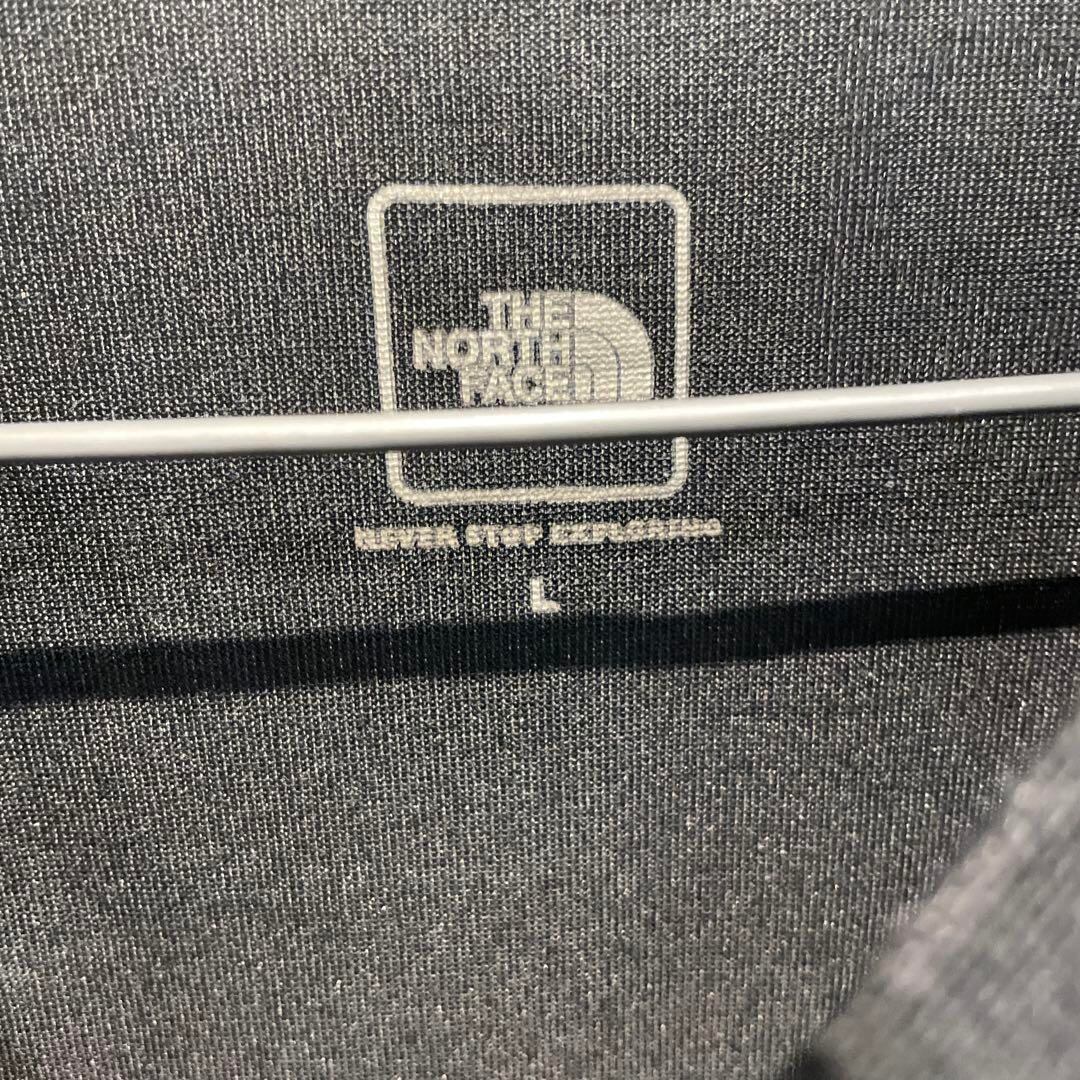 THE
NORTH
FACE
NEVER STOP EXPLORING
L